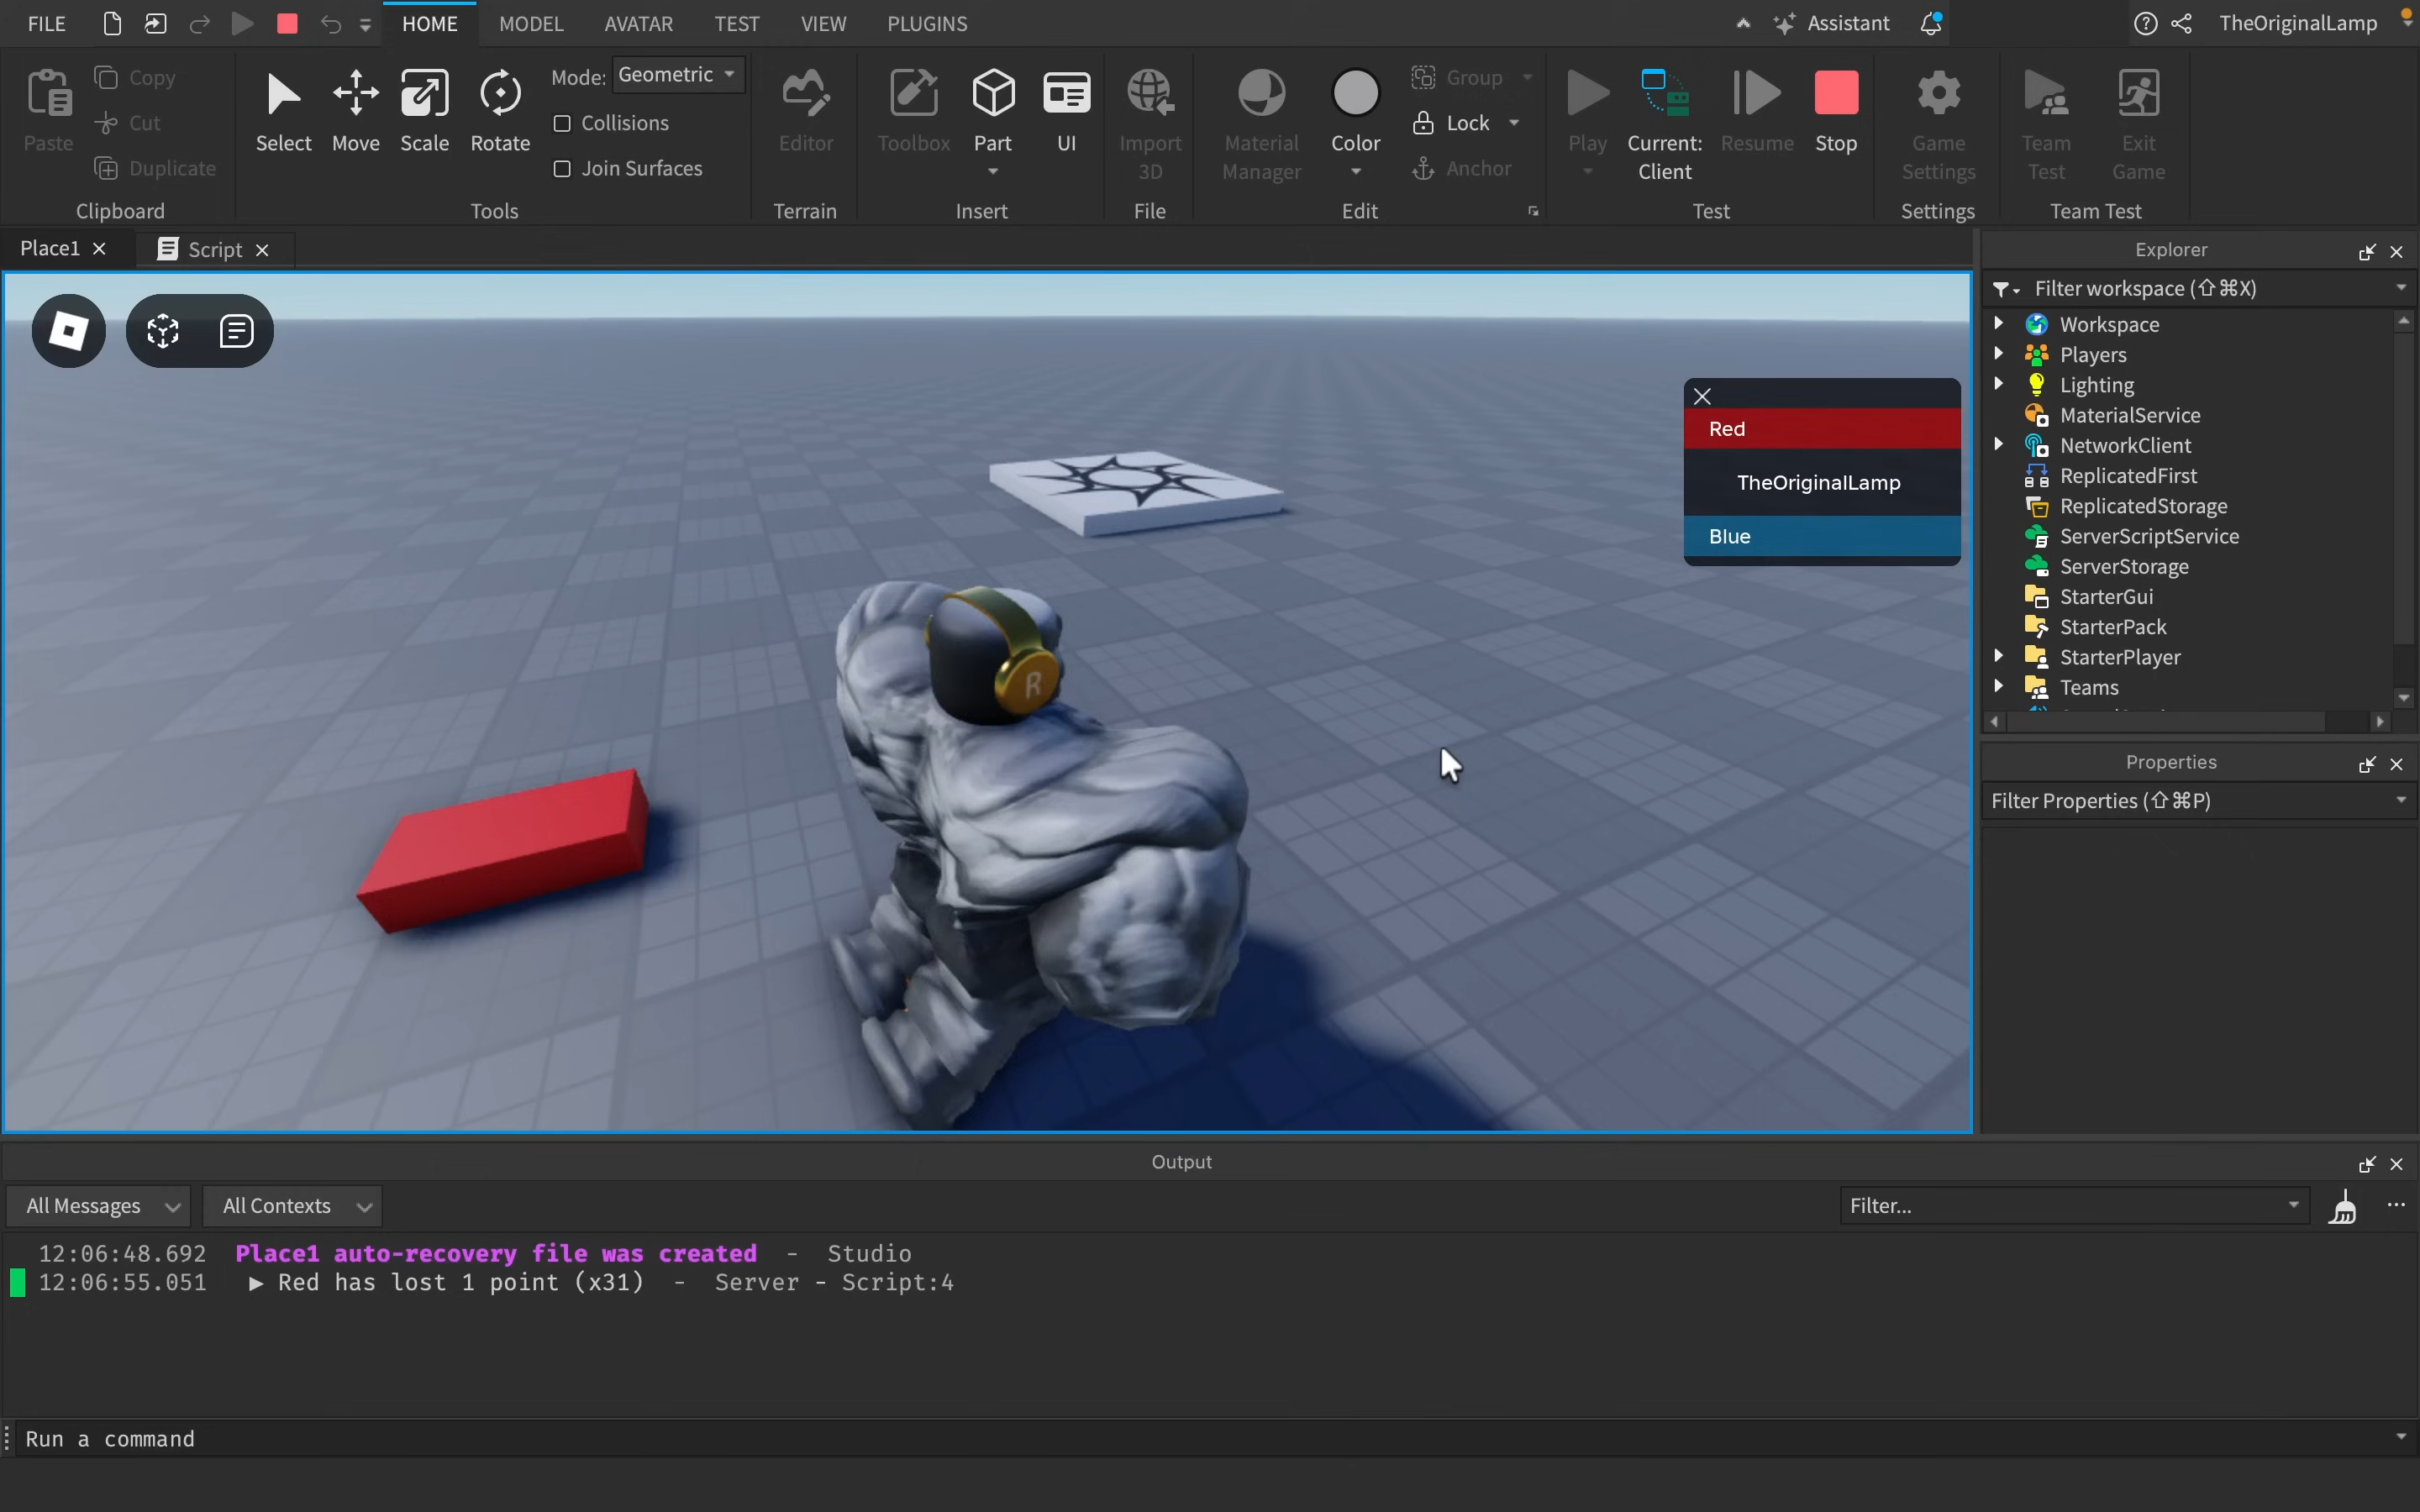 FILE HOME MODEL AVATAR TEST VIEW PLUGINS Assistant TheOriginalLamp
Paste Copy Cut Duplicate
Clipboard
Select Move Scale Rotate
Mode: Geometric
Collisions
Join Surfaces
Tools
Editor
Terrain
Toolbox Part UI
Insert
Import 3D
File
Material Manager Color Group Lock Anchor
Edit
Play Current: Client Resume Stop
Test
Game Settings
Settings
Team Test Exit Game
Team Test
Place1 Script
Red
TheOriginalLamp
Blue
R
Explorer
Filter workspace (⇧⌘X)
Workspace
Players
Lighting
MaterialService
NetworkClient
ReplicatedFirst
ReplicatedStorage
ServerScriptService
ServerStorage
StarterGui
StarterPack
StarterPlayer
Teams
Properties
Filter Properties (⇧⌘P)
Output
All Messages All Contexts Filter...
12:06:48.692 Place1 auto-recovery file was created - Studio
12:06:55.051 ▶ Red has lost 1 point (x31) - Server - Script:4
Run a command